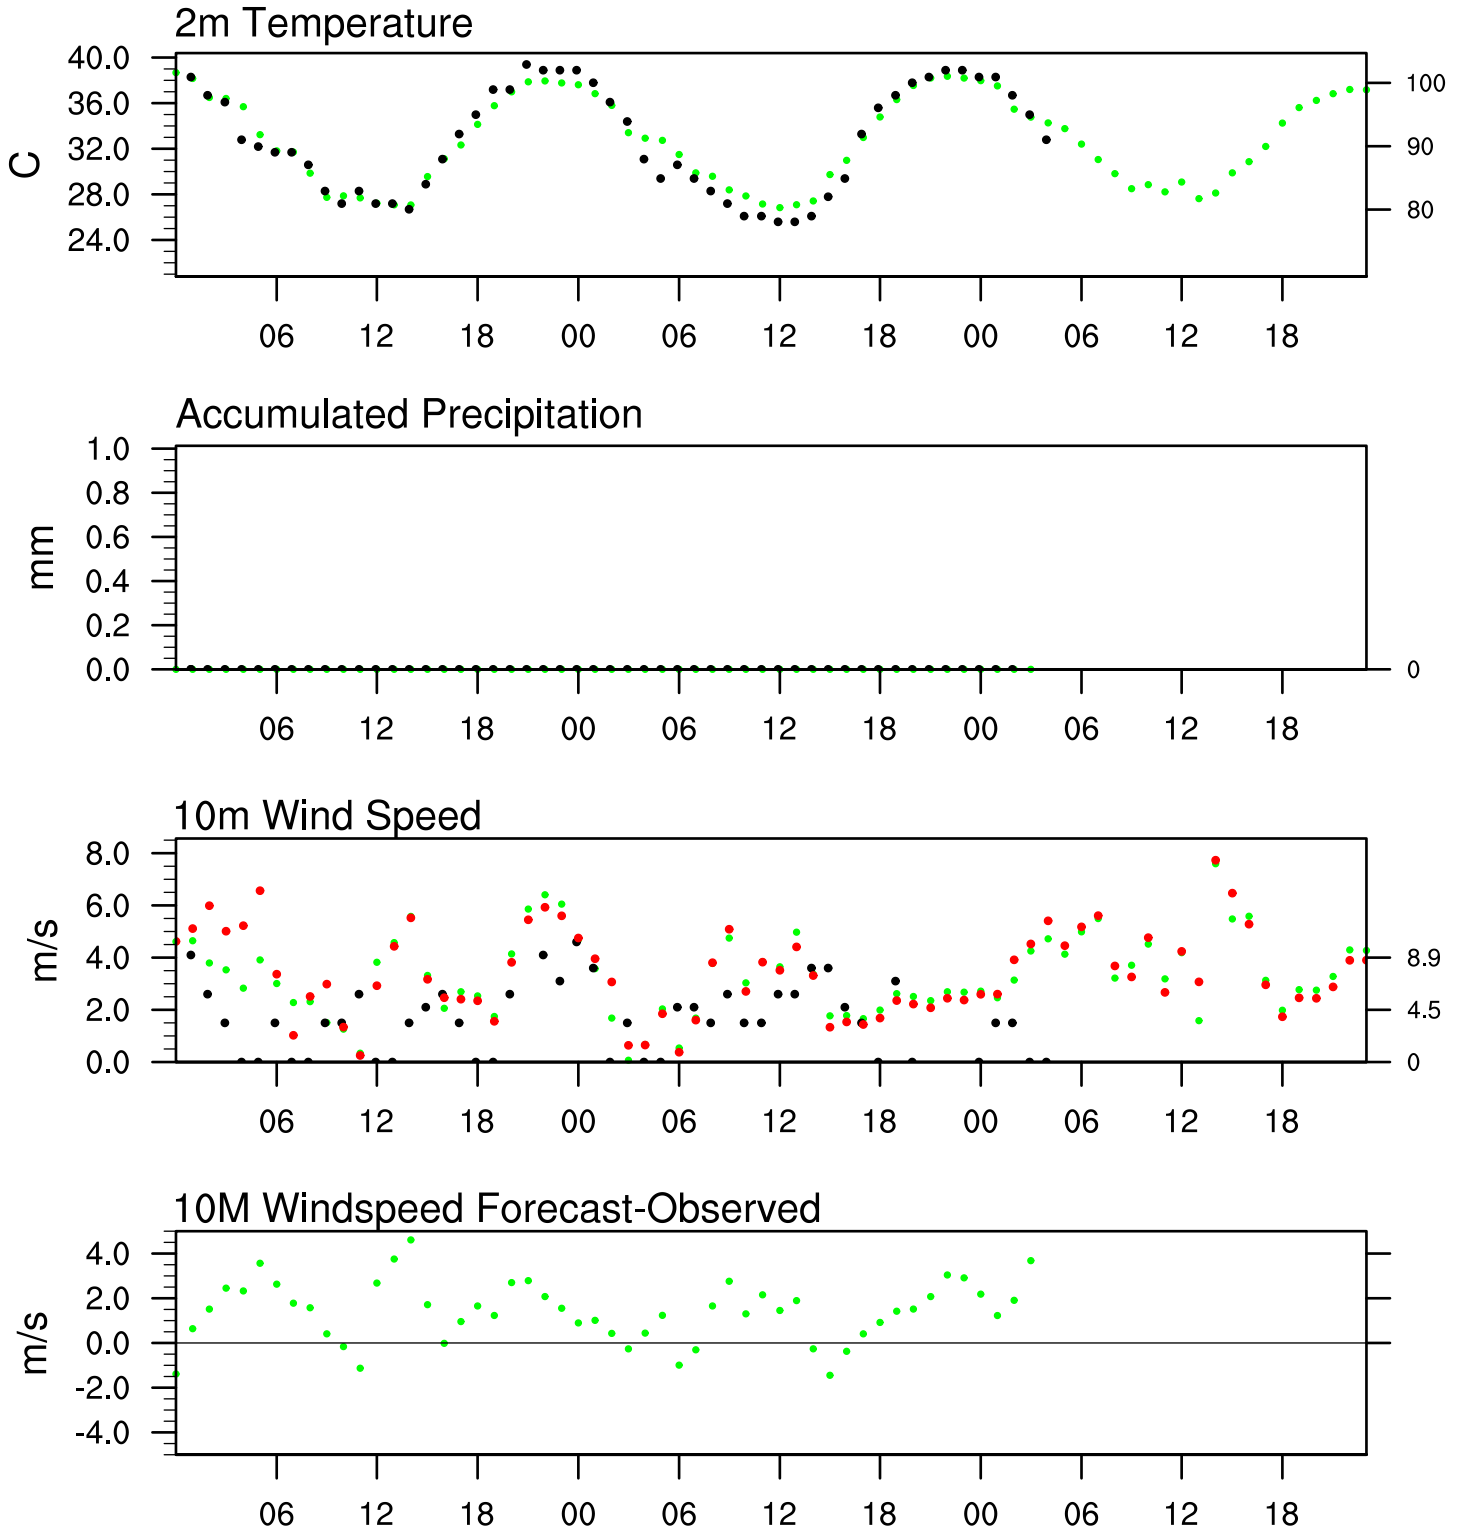 2m Temperature
40.0
36.0
32.0
28.0
24.0
C
100
90
80
06 12 18 00 06 12 18 00 06 12 18
Accumulated Precipitation
1.0
0.8
0.6
0.4
0.2
0.0
mm
0
06 12 18 00 06 12 18 00 06 12 18
10m Wind Speed
8.0
6.0
4.0
2.0
0.0
m/s
8.9
4.5
0
06 12 18 00 06 12 18 00 06 12 18
10M Windspeed Forecast-Observed
4.0
2.0
0.0
-2.0
-4.0
m/s
06 12 18 00 06 12 18 00 06 12 18